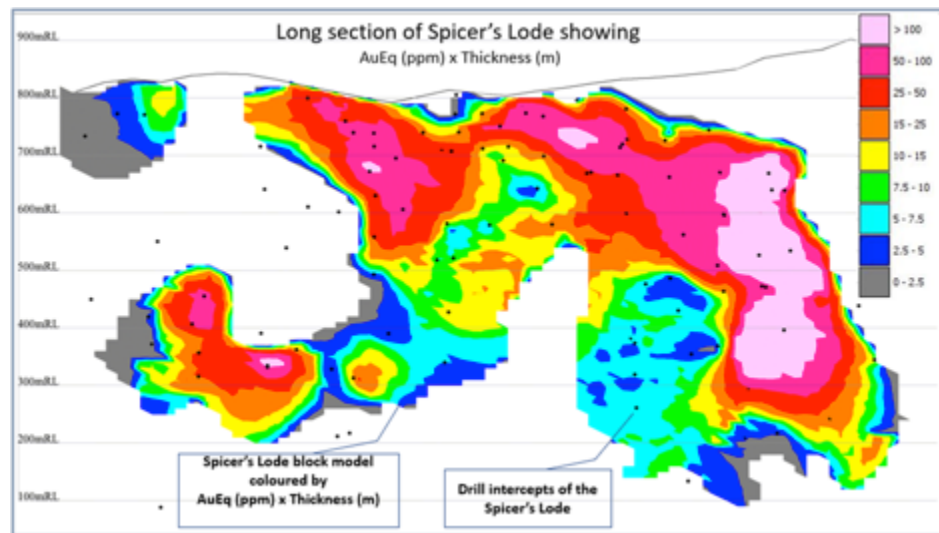 Long section of Spicer's Lode showing
AuEq (ppm) x Thickness (m)
900mRL
800mRL
700mRL
600mRL
500mRL
400mRL
300mRL
200mRL
100mRL
> 100
50 - 100
25 - 50
15 - 25
10 - 15
7.5 - 10
5 - 7.5
2.5 - 5
0 - 2.5
Spicer's Lode block model
coloured by
AuEq (ppm) x Thickness (m)
Drill intercepts of the
Spicer's Lode